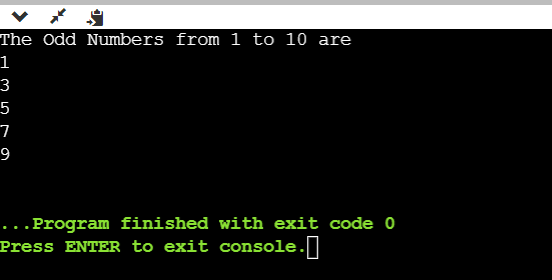 The Odd Numbers from 1 to 10 are
1
3
5
7
9
...Program finished with exit code 0
Press ENTER to exit console.